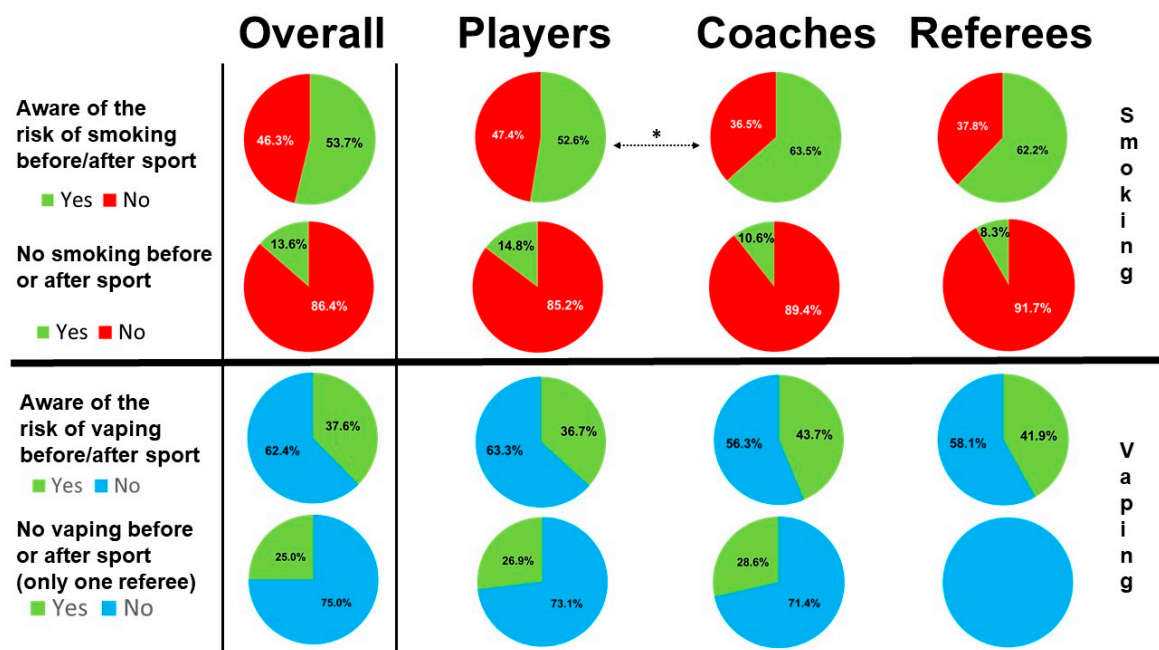 Overall Players Coaches Referees
Aware of the
risk of smoking
before/after sport
Yes No
46.3% 53.7%
47.4% 52.6%
*
36.5% 63.5%
37.8% 62.2%
No smoking before
or after sport
Yes No
13.6% 86.4%
14.8% 85.2%
10.6% 89.4%
8.3% 91.7%
Smoking
Aware of the
risk of vaping
before/after sport
Yes No
62.4% 37.6%
63.3% 36.7%
56.3% 43.7%
58.1% 41.9%
No vaping before
or after sport
(only one referee)
Yes No
25.0% 75.0%
26.9% 73.1%
28.6% 71.4%
Vaping